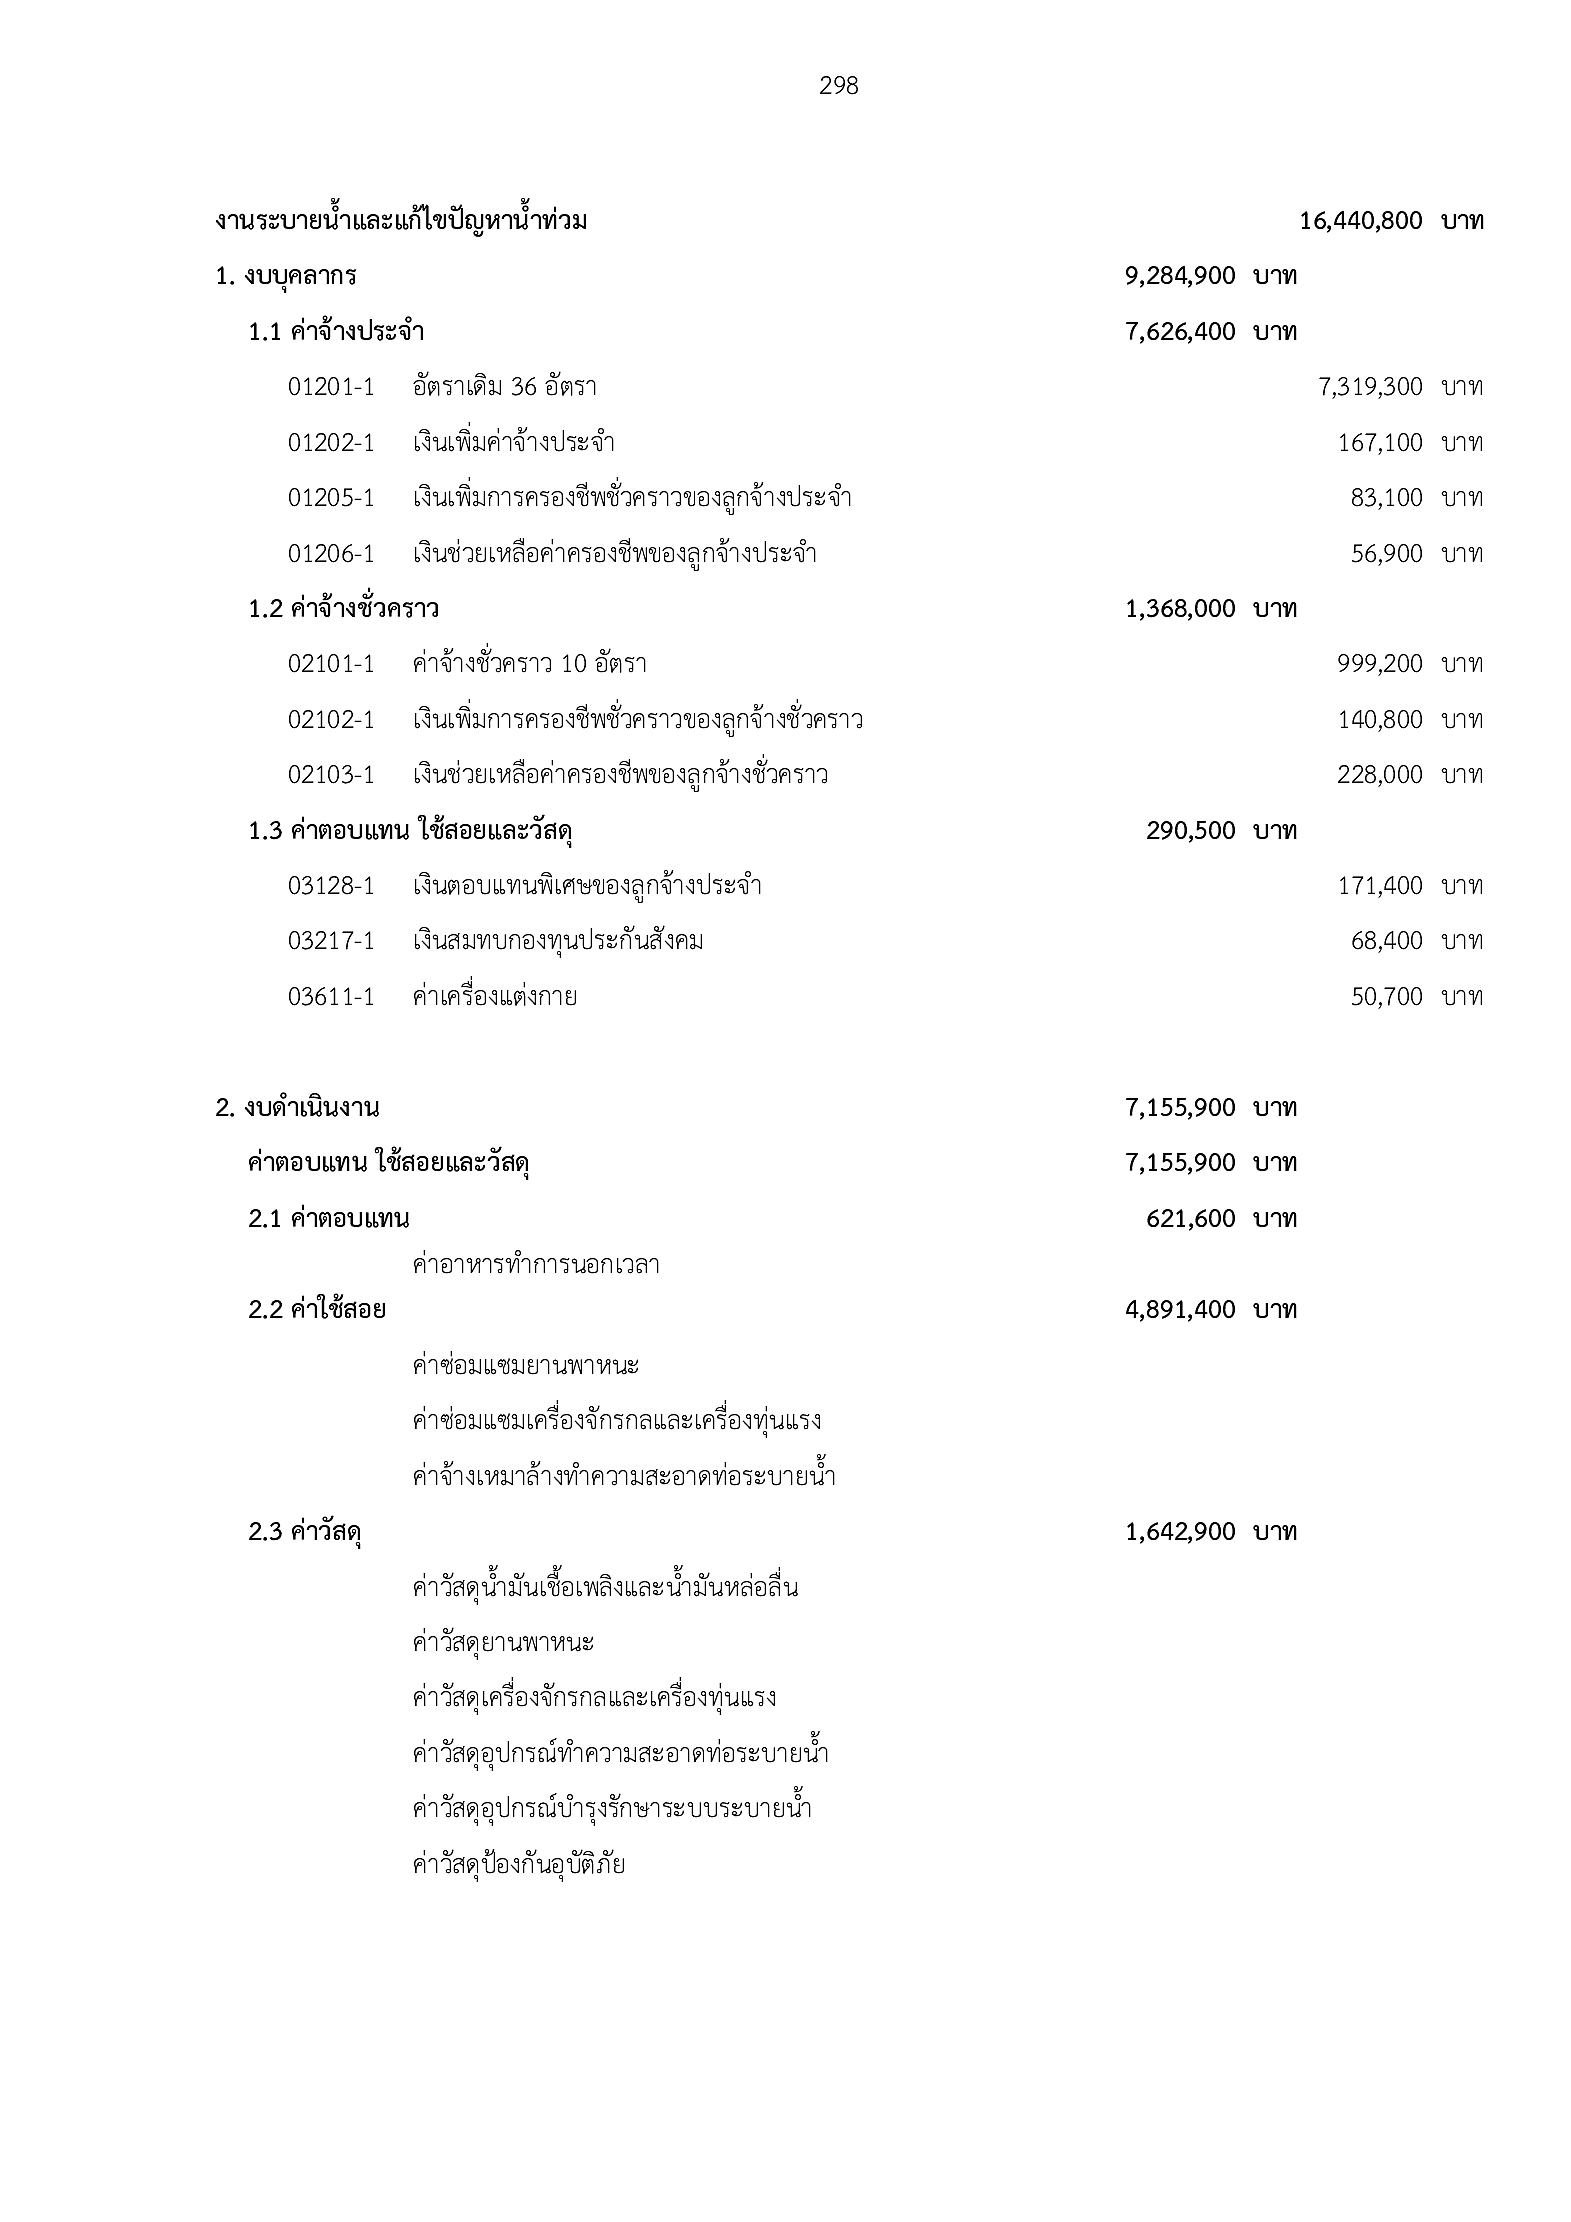 298
งานระบายน้ำและแก้ไขปัญหาน้ำท่วม 16,440,800 บาท
1. งบบุคลากร 9,284,900 บาท
1.1 ค่าจ้างประจำ 7,626,400 บาท
01201-1 อัตราเดิม 36 อัตรา 7,319,300 บาท
01202-1 เงินเพิ่มค่าจ้างประจำ 167,100 บาท
01205-1 เงินเพิ่มการครองชีพชั่วคราวของลูกจ้างประจำ 83,100 บาท
01206-1 เงินช่วยเหลือค่าครองชีพของลูกจ้างประจำ 56,900 บาท
1.2 ค่าจ้างชั่วคราว 1,368,000 บาท
02101-1 ค่าจ้างชั่วคราว 10 อัตรา 999,200 บาท
02102-1 เงินเพิ่มการครองชีพชั่วคราวของลูกจ้างชั่วคราว 140,800 บาท
02103-1 เงินช่วยเหลือค่าครองชีพของลูกจ้างชั่วคราว 228,000 บาท
1.3 ค่าตอบแทน ใช้สอยและวัสดุ 290,500 บาท
03128-1 เงินตอบแทนพิเศษของลูกจ้างประจำ 171,400 บาท
03217-1 เงินสมทบกองทุนประกันสังคม 68,400 บาท
03611-1 ค่าเครื่องแต่งกาย 50,700 บาท
2. งบดำเนินงาน 7,155,900 บาท
ค่าตอบแทน ใช้สอยและวัสดุ 7,155,900 บาท
2.1 ค่าตอบแทน 621,600 บาท
ค่าอาหารทำการนอกเวลา
2.2 ค่าใช้สอย 4,891,400 บาท
ค่าซ่อมแซมยานพาหนะ
ค่าซ่อมแซมเครื่องจักรกลและเครื่องทุ่นแรง
ค่าจ้างเหมาล้างทำความสะอาดท่อระบายน้ำ
2.3 ค่าวัสดุ 1,642,900 บาท
ค่าวัสดุน้ำมันเชื้อเพลิงและน้ำมันหล่อลื่น
ค่าวัสดุยานพาหนะ
ค่าวัสดุเครื่องจักรกลและเครื่องทุ่นแรง
ค่าวัสดุอุปกรณ์ทำความสะอาดท่อระบายน้ำ
ค่าวัสดุอุปกรณ์บำรุงรักษาระบบระบายน้ำ
ค่าวัสดุป้องกันอุบัติภัย